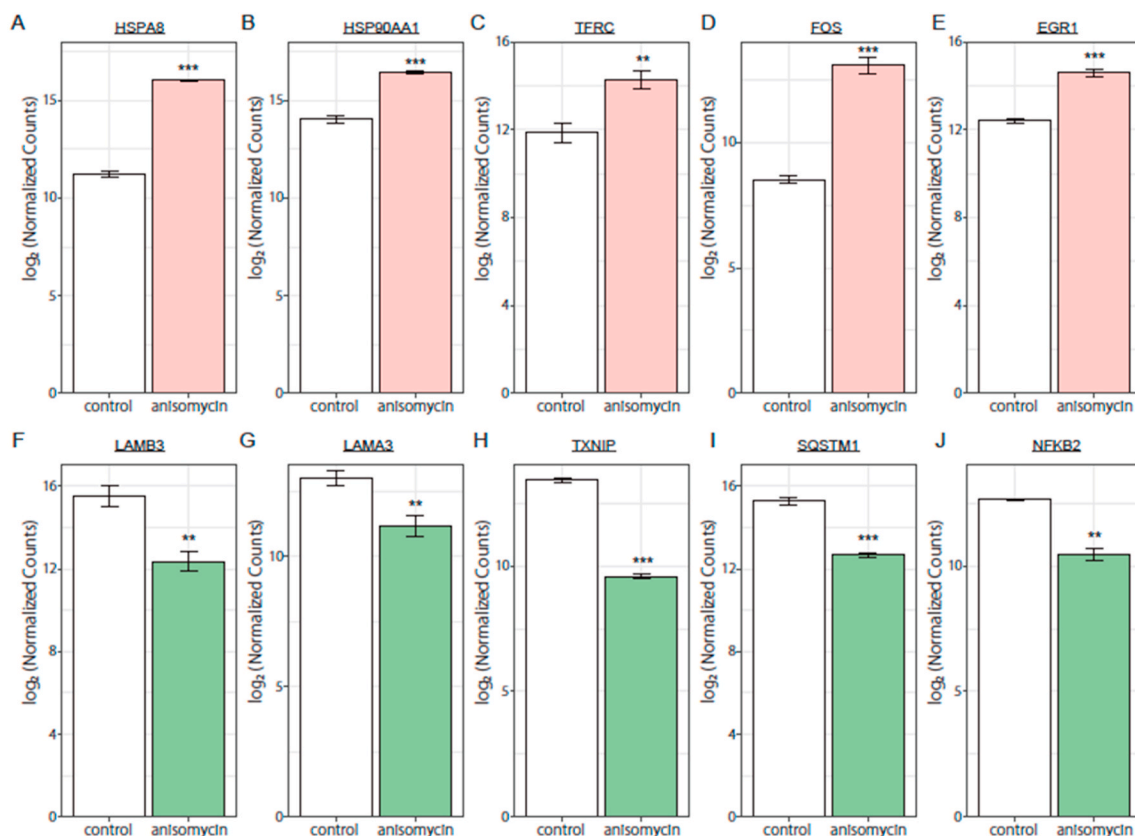 A HSPA8
log₂ (Normalized Counts)
15
10
5
0
control anisomycin
***
B HSP90AA1
log₂ (Normalized Counts)
15
10
5
0
control anisomycin
***
C TFRC
log₂ (Normalized Counts)
16
12
8
4
0
control anisomycin
**
D FOS
log₂ (Normalized Counts)
10
5
0
control anisomycin
***
E EGR1
log₂ (Normalized Counts)
16
12
8
4
0
control anisomycin
***
F LAMB3
log₂ (Normalized Counts)
16
12
8
4
0
control anisomycin
**
G LAMA3
log₂ (Normalized Counts)
10
5
0
control anisomycin
**
H TXNIP
log₂ (Normalized Counts)
10
5
0
control anisomycin
***
I SQSTM1
log₂ (Normalized Counts)
16
12
8
4
0
control anisomycin
***
J NFKB2
log₂ (Normalized Counts)
10
5
0
control anisomycin
**